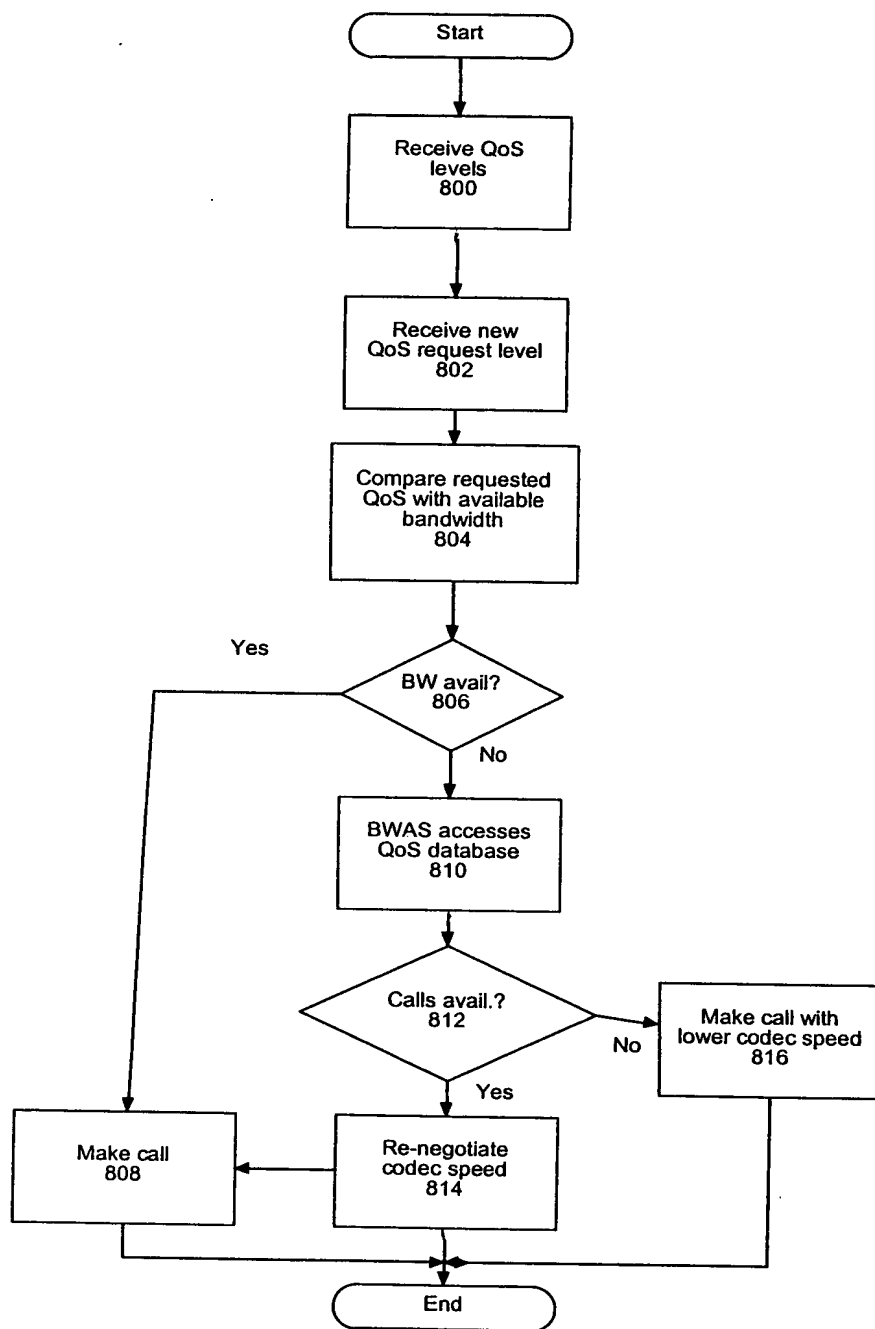 Start
Receive QoS
levels
800
Receive new
QoS request level
802
Compare requested
QoS with available
bandwidth
804
Yes
BW avail?
806
No
BWAS accesses
QoS database
810
Calls avail.?
812
No
Make call with
lower codec speed
816
Yes
Make call
808
Re-negotiate
codec speed
814
End